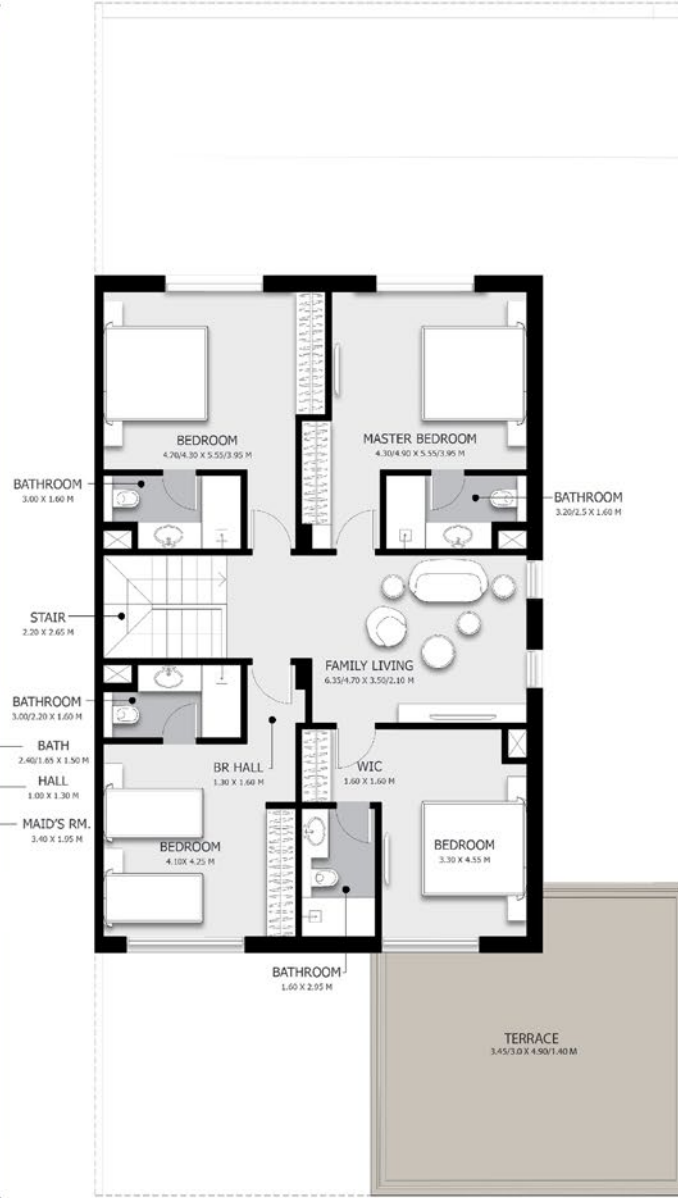 BEDROOM
4.70/4.30 X 5.55/3.95 M
MASTER BEDROOM
4.30/4.90 X 5.55/3.95 M
BATHROOM
3.00 X 1.60 M
BATHROOM
3.20/2.5 X 1.60 M
STAIR
2.20 X 2.65 M
FAMILY LIVING
6.35/4.70 X 3.50/2.10 M
BATHROOM
3.00/2.20 X 1.60 M
BATH
2.40/1.65 X 1.50 M
HALL
1.00 X 1.30 M
MAID'S RM.
3.40 X 1.95 M
BR HALL
1.30 X 1.60 M
WIC
1.60 X 1.60 M
BEDROOM
4.10X 4.25 M
BEDROOM
3.30 X 4.55 M
BATHROOM
1.60 X 2.95 M
TERRACE
3.45/3.0 X 4.90/1.40 M